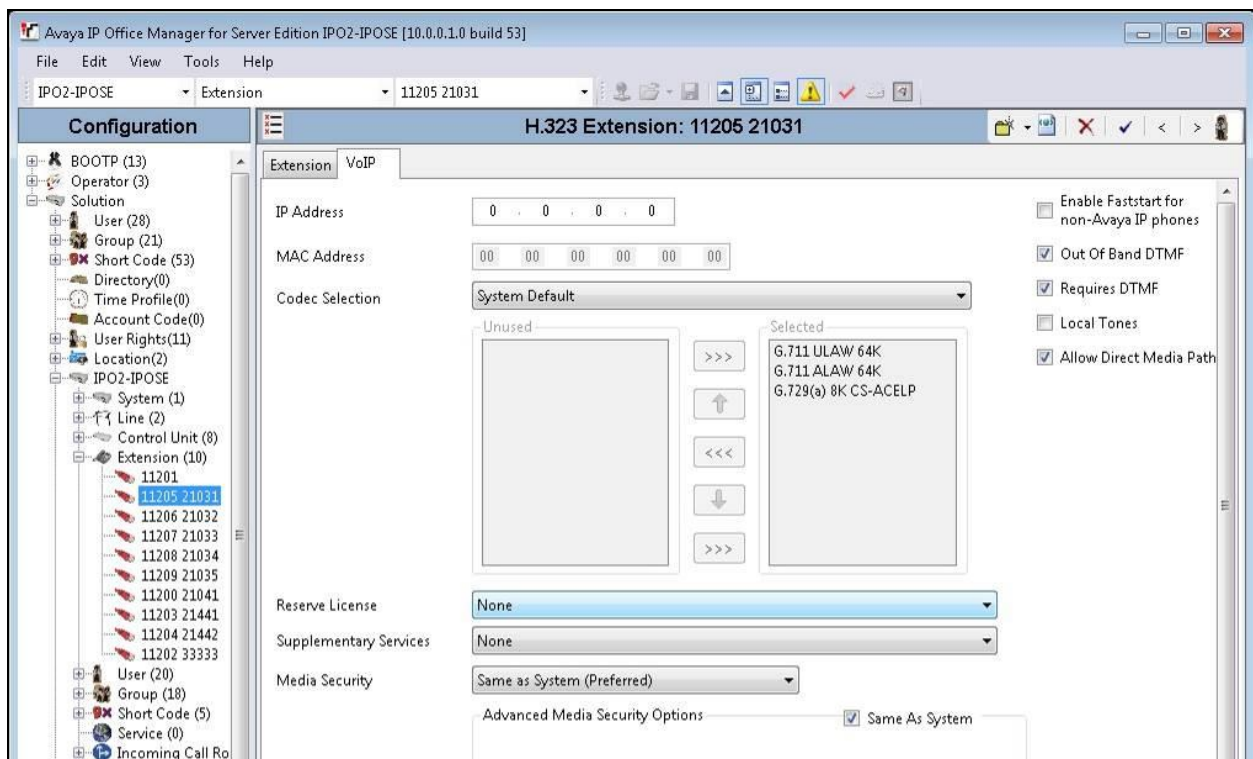 Avaya IP Office Manager for Server Edition IPO2-IPOSE [10.0.0.1.0 build 53]
File Edit View Tools Help
IPO2-IPOSE Extension 11205 21031
Configuration
BOOTP (13)
Operator (3)
Solution
User (28)
Group (21)
Short Code (53)
Directory(0)
Time Profile(0)
Account Code(0)
User Rights(11)
Location(2)
IPO2-IPOSE
System (1)
Line (2)
Control Unit (8)
Extension (10)
11201
11205 21031
11206 21032
11207 21033
11208 21034
11209 21035
11200 21041
11203 21441
11204 21442
11202 33333
User (20)
Group (18)
Short Code (5)
Service (0)
Incoming Call Ro
H.323 Extension: 11205 21031
Extension VoIP
IP Address 0 . 0 . 0 . 0
MAC Address 00 00 00 00 00 00
Codec Selection System Default
Unused
>>>
<<<
>>>
Selected
G.711 ULAW 64K
G.711 ALAW 64K
G.729(a) 8K CS-ACELP
Reserve License None
Supplementary Services None
Media Security Same as System (Preferred)
Advanced Media Security Options Same As System
Enable Faststart for
non-Avaya IP phones
Out Of Band DTMF
Requires DTMF
Local Tones
Allow Direct Media Path